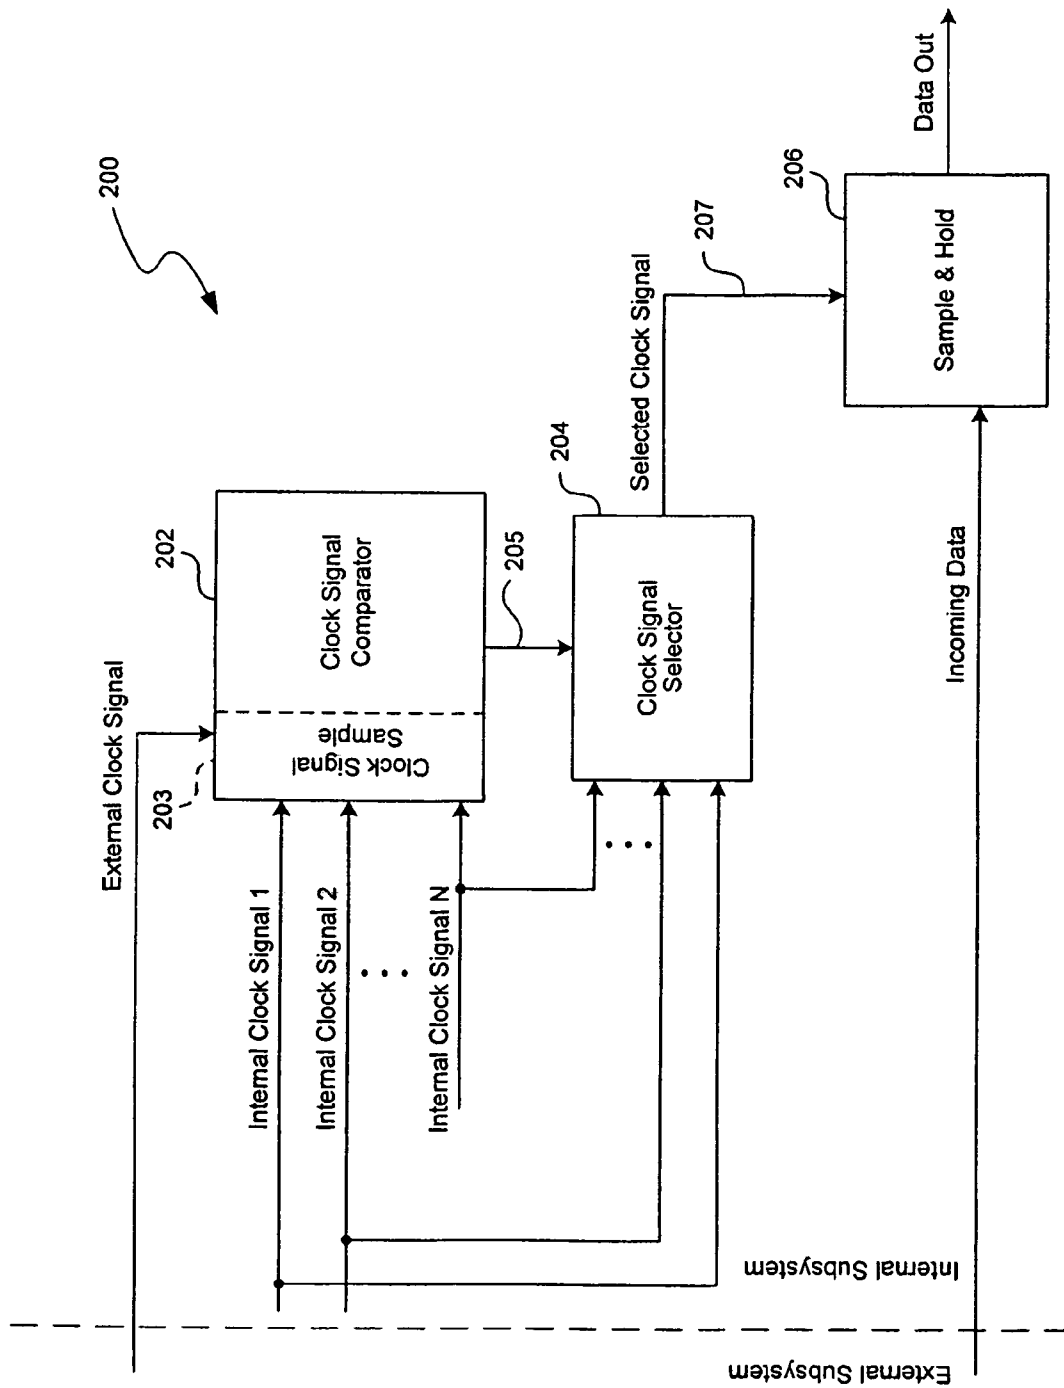 200
External Clock Signal
203
202
Internal Clock Signal 1
Internal Clock Signal 2
• • •
Internal Clock Signal N
Clock Signal
Sample
Clock Signal
Comparator
205
204
• • •
Clock Signal
Selector
Selected Clock Signal
207
206
Sample & Hold
Data Out
Incoming Data
Internal Subsystem
External Subsystem